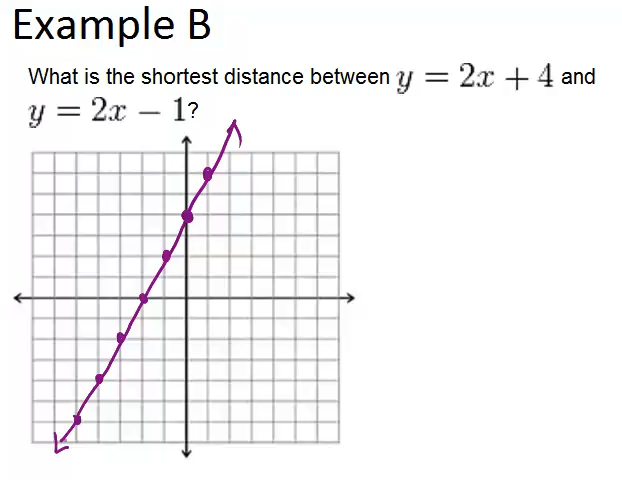 Example B
What is the shortest distance between y = 2x + 4 and
y = 2x − 1?